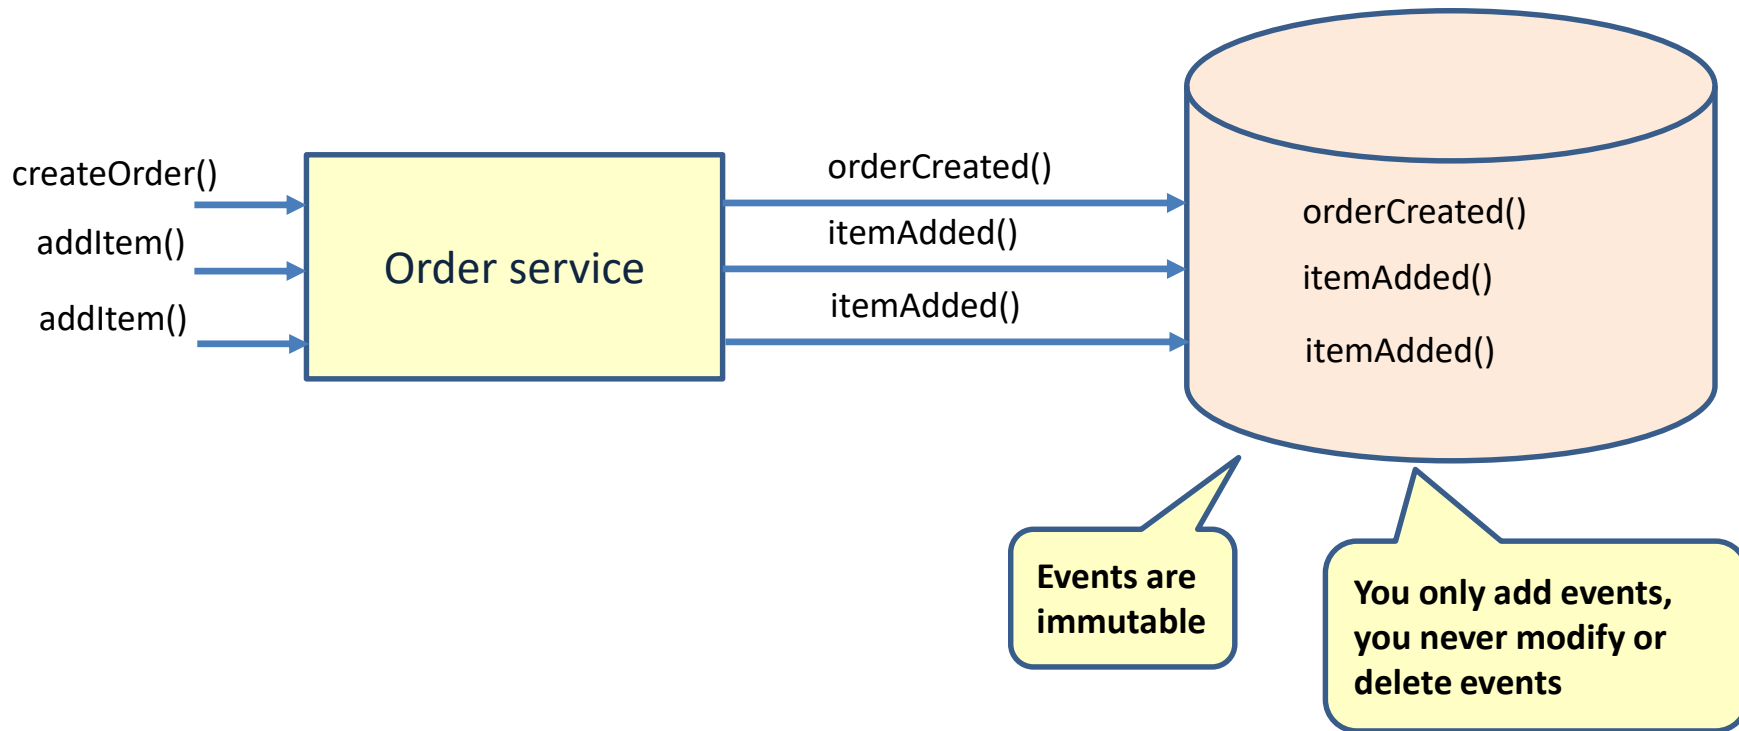 createOrder()
addItem()
addItem()
Order service
orderCreated()
itemAdded()
itemAdded()
orderCreated()
itemAdded()
itemAdded()
Events are
immutable
You only add events,
you never modify or
delete events